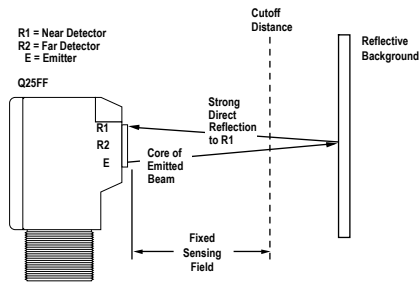 R1 = Near Detector
R2 = Far Detector
E = Emitter
Q25FF
R1
R2
E
Cutoff
Distance
Reflective
Background
Strong
Direct
Reflection
to R1
Core of
Emitted
Beam
Fixed
Sensing
Field